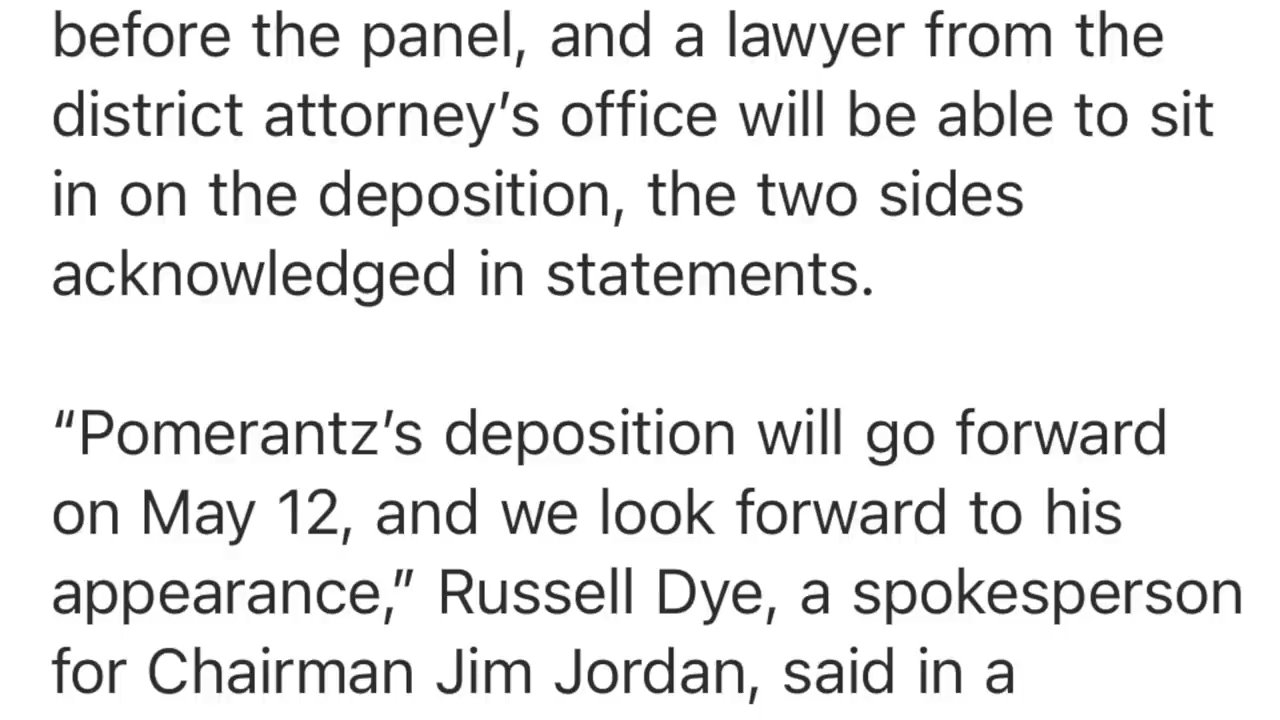 before the panel, and a lawyer from the
district attorney’s office will be able to sit
in on the deposition, the two sides
acknowledged in statements.
“Pomerantz’s deposition will go forward
on May 12, and we look forward to his
appearance,” Russell Dye, a spokesperson
for Chairman Jim Jordan, said in a